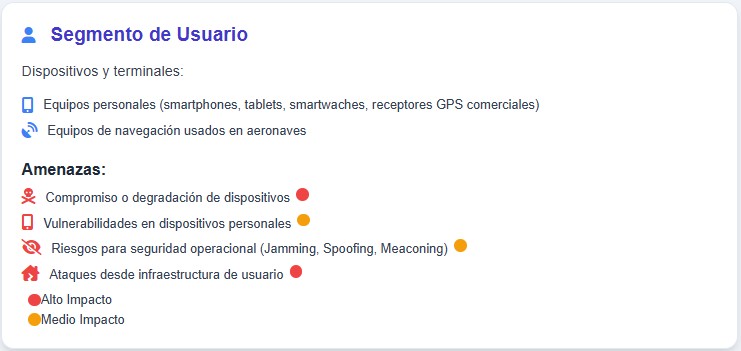 Segmento de Usuario
Dispositivos y terminales:
Equipos personales (smartphones, tablets, smartwaches, receptores GPS comerciales)
Equipos de navegación usados en aeronaves
Amenazas:
Compromiso o degradación de dispositivos
Vulnerabilidades en dispositivos personales
Riesgos para seguridad operacional (Jamming, Spoofing, Meaconing)
Ataques desde infraestructura de usuario
Alto Impacto
Medio Impacto